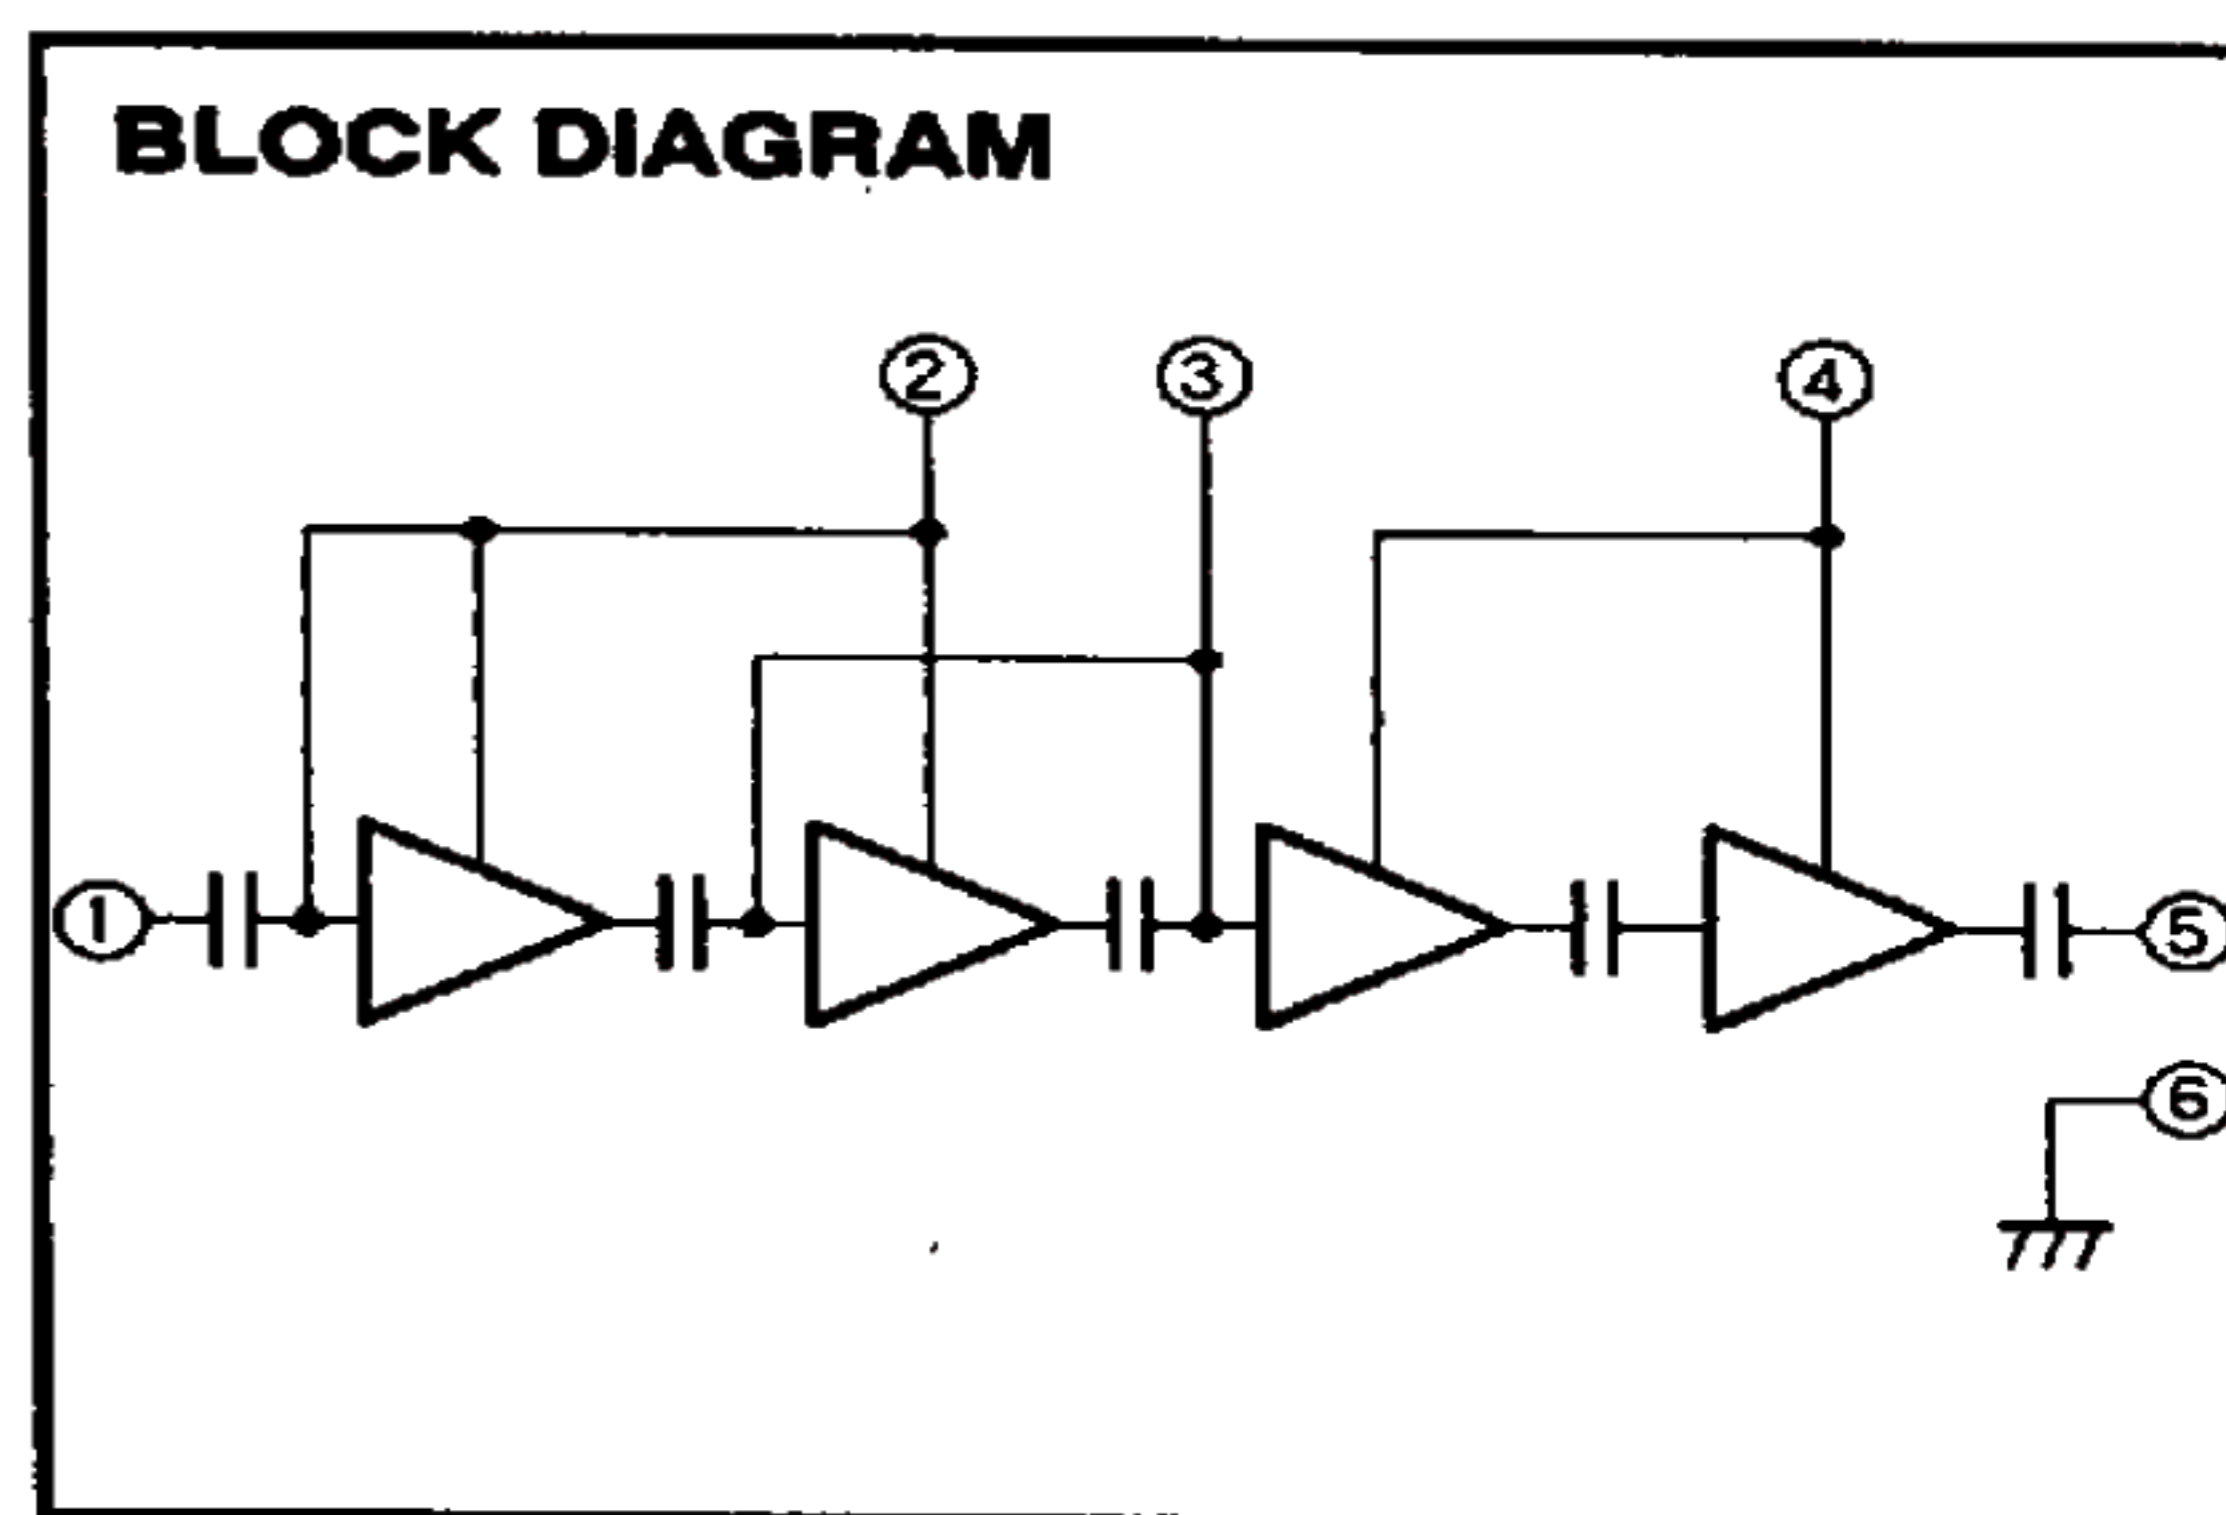 BLOCK DIAGRAM
② ③ ④
① ⑤
⑥